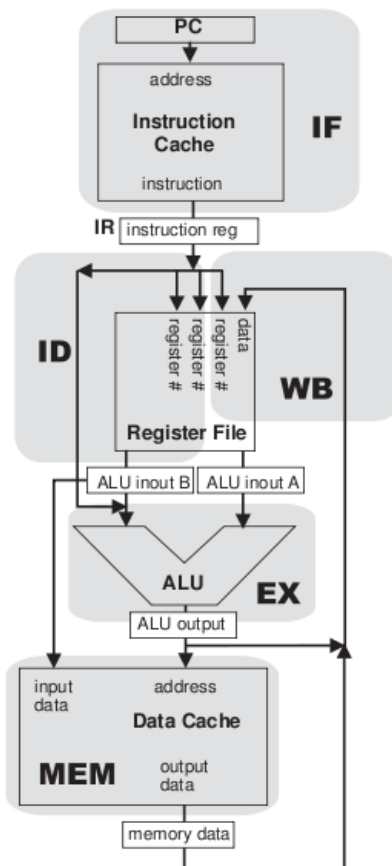 PC
address
Instruction
Cache
IF
instruction
IR instruction reg
ID
register #
register #
register #
data
WB
Register File
ALU inout B
ALU inout A
ALU
EX
ALU output
input
data
address
Data Cache
MEM
output
data
memory data